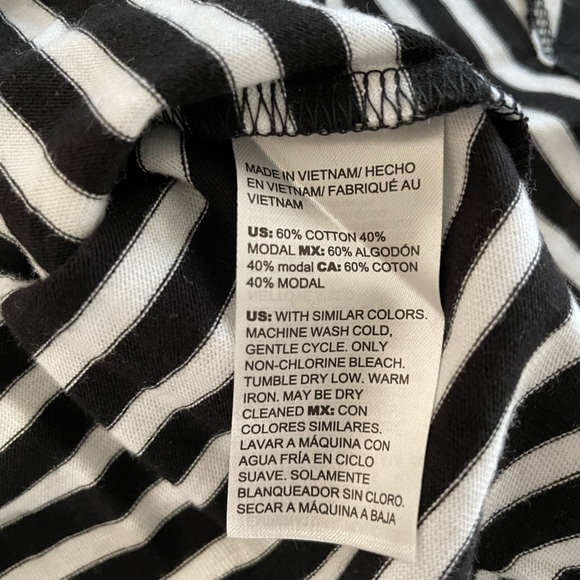 MADE IN VIETNAM/ HECHO
EN VIETNAM/ FABRIQUÉ AU
VIETNAM
US: 60% COTTON 40%
MODAL MX: 60% ALGODÓN
40% modal CA: 60% COTON
40% MODAL
US: WITH SIMILAR COLORS.
MACHINE WASH COLD,
GENTLE CYCLE. ONLY
NON-CHLORINE BLEACH.
TUMBLE DRY LOW. WARM
IRON. MAY BE DRY
CLEANED MX: CON
COLORES SIMILARES.
LAVAR A MÁQUINA CON
AGUA FRÍA EN CICLO
SUAVE. SOLAMENTE
BLANQUEADOR SIN CLORO.
SECAR A MÁQUINA A BAJA